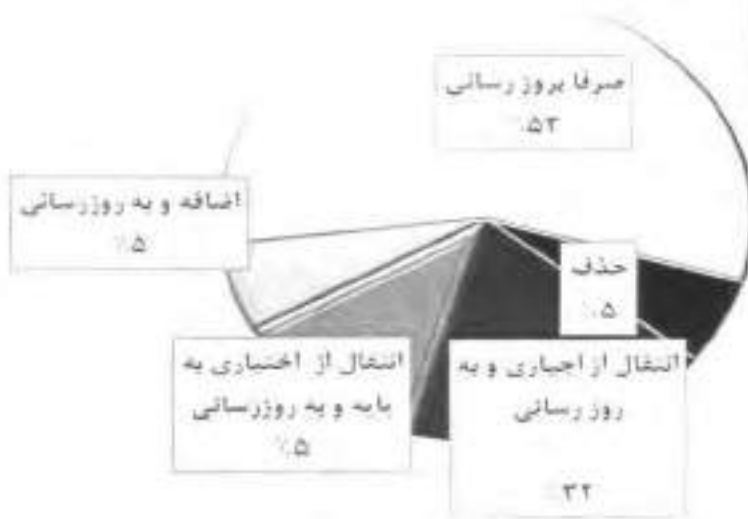 صرفا بروز رسانی
٪۵۳
اضافه و به روزرسانی
٪۵
حذف
٪۵
انتقال از اختیاری به
پایه و به روزرسانی
٪۵
انتقال از اجباری و به
روز رسانی
٪۳۲